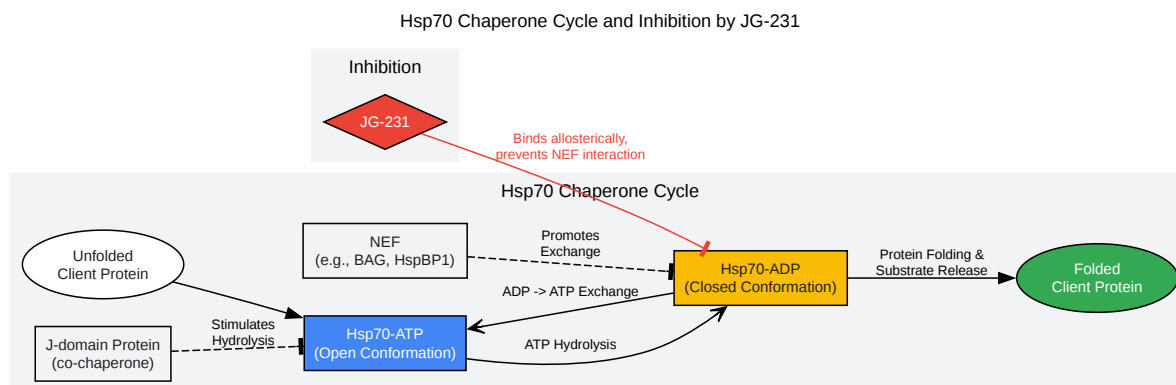 Hsp70 Chaperone Cycle and Inhibition by JG-231
Inhibition
JG-231
Binds allosterically,
prevents NEF interaction
Hsp70 Chaperone Cycle
Unfolded
Client Protein
NEF
(e.g., BAG, HspBP1)
Promotes
Exchange
Hsp70-ADP
(Closed Conformation)
Protein Folding &
Substrate Release
Folded
Client Protein
ADP -> ATP Exchange
J-domain Protein
(co-chaperone)
Stimulates
Hydrolysis
Hsp70-ATP
(Open Conformation)
ATP Hydrolysis